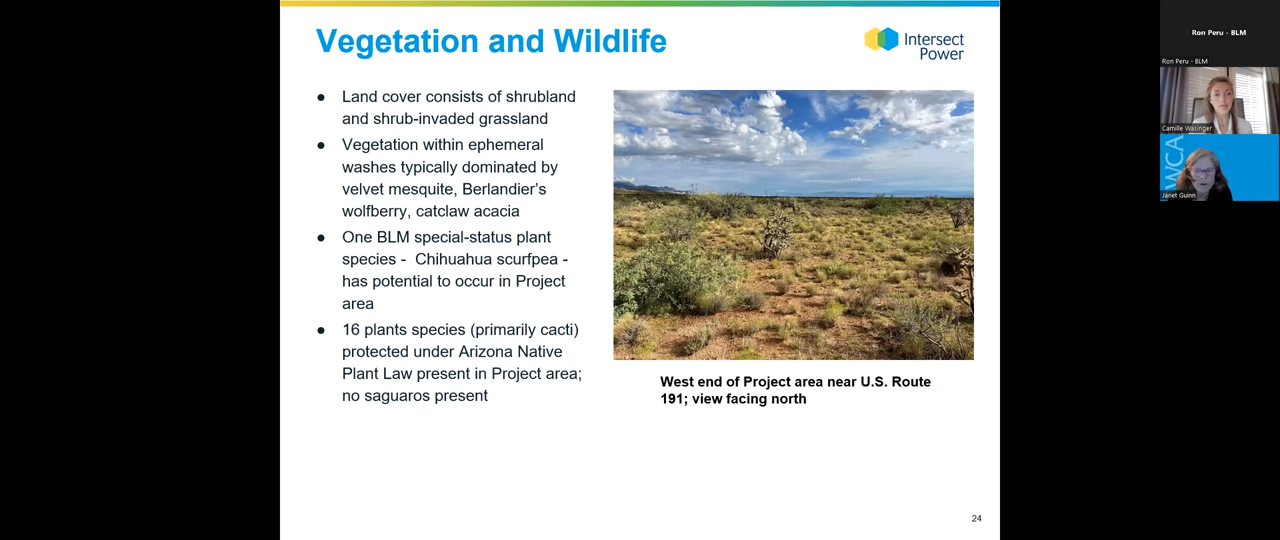 Vegetation and Wildlife
Intersect
Power
● Land cover consists of shrubland
and shrub-invaded grassland
● Vegetation within ephemeral
washes typically dominated by
velvet mesquite, Berlandier’s
wolfberry, catclaw acacia
● One BLM special-status plant
species - Chihuahua scurfpea -
has potential to occur in Project
area
● 16 plants species (primarily cacti)
protected under Arizona Native
Plant Law present in Project area;
no saguaros present
West end of Project area near U.S. Route
191; view facing north
24
Ron Peru - BLM
Ron Peru - BLM
Camille Wasinger
WCA
Janet Guinn